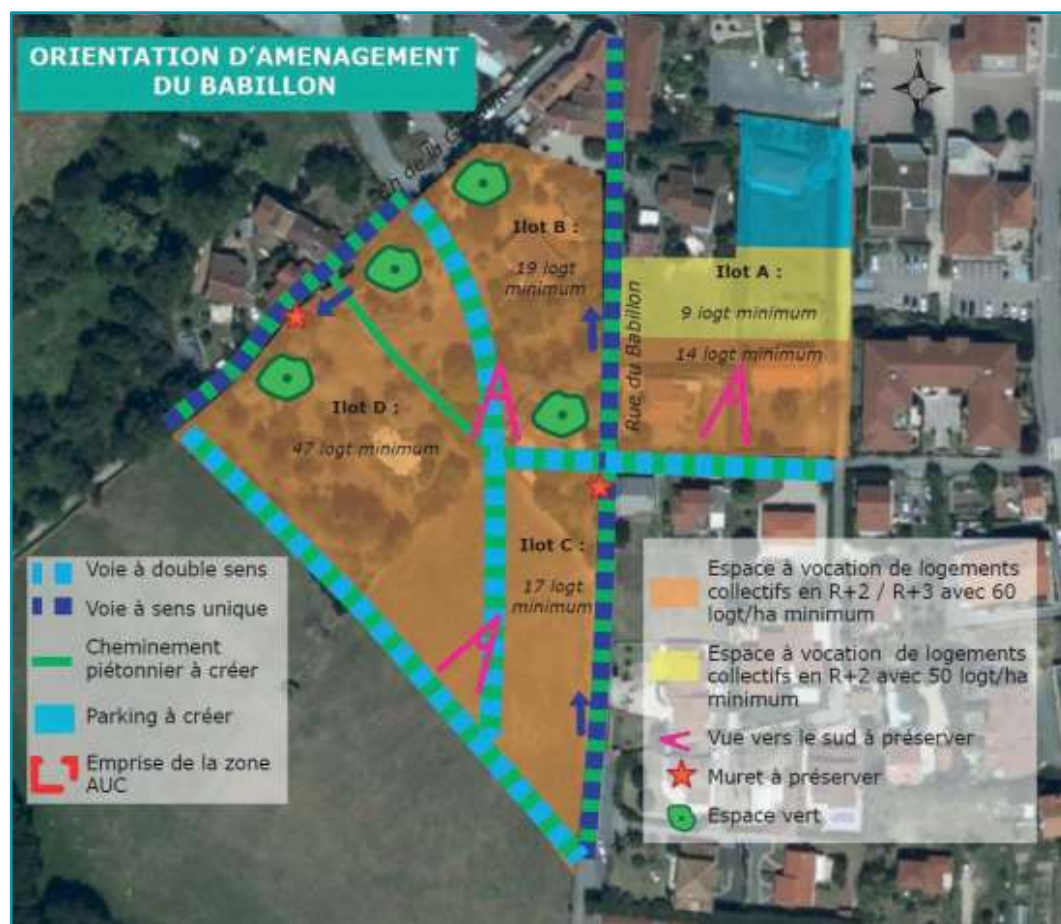 ORIENTATION D'AMENAGEMENT
DU BABILLON
N
de la
Ilot B :
19 logt
minimum
Ilot A :
9 logt minimum
14 logt minimum
Rue du Babillon
Ilot D :
47 logt minimum
Ilot C :
17 logt
minimum
Voie à double sens
Voie à sens unique
Cheminement
piétonnier à créer
Parking à créer
Emprise de la zone
AUC
Espace à vocation de logements
collectifs en R+2 / R+3 avec 60
logt/ha minimum
Espace à vocation de logements
collectifs en R+2 avec 50 logt/ha
minimum
Vue vers le sud à préserver
Muret à préserver
Espace vert